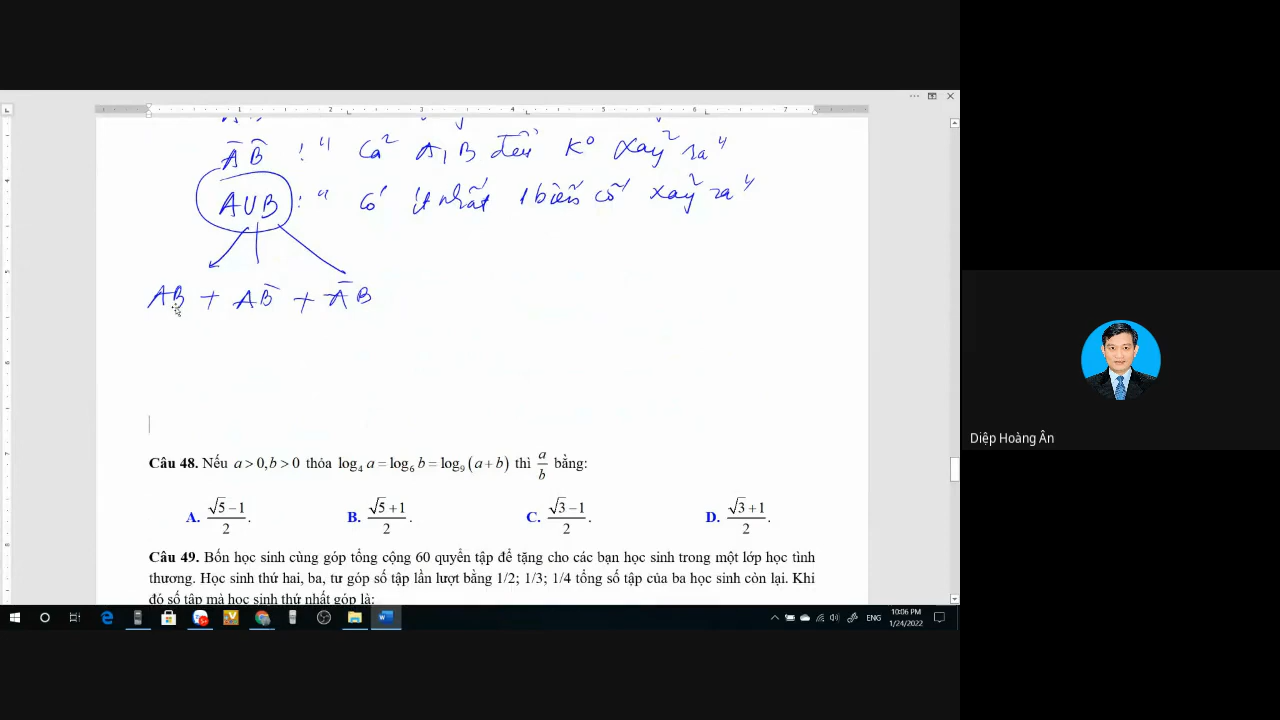 Ā B̄ : " Cả A, B đều k⁰ xảy ra "
A∪B : " Có ít nhất 1 biến cố xảy ra "
AB + AB̄ + ĀB
Câu 48. Nếu a > 0, b > 0 thỏa log₄ a = log₆ b = log₉ (a + b) thì a/b bằng:
A. (√5 − 1)/2. B. (√5 + 1)/2. C. (√3 − 1)/2. D. (√3 + 1)/2.
Câu 49. Bốn học sinh cùng góp tổng cộng 60 quyển tập để tặng cho các bạn học sinh trong một lớp học tình
thương. Học sinh thứ hai, ba, tư góp số tập lần lượt bằng 1/2; 1/3; 1/4 tổng số tập của ba học sinh còn lại. Khi
đó số tập mà học sinh thứ nhất góp là:
Diệp Hoàng Ân
ENG
10:06 PM
1/24/2022